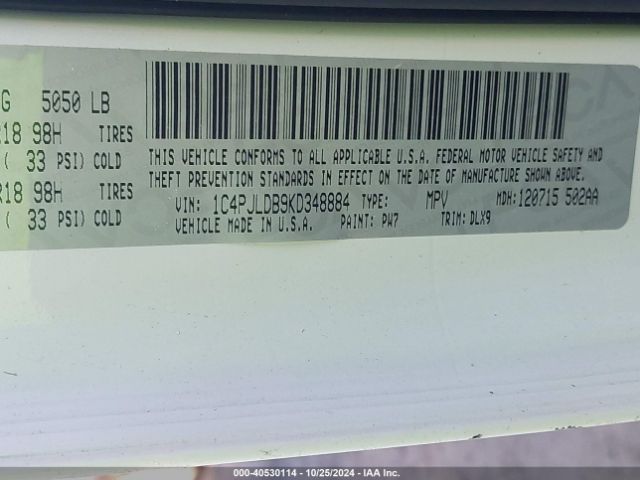 G 5050 LB
R18 98H TIRES
( 33 PSI) COLD
R18 98H TIRES
( 33 PSI) COLD
THIS VEHICLE CONFORMS TO ALL APPLICABLE U.S.A. FEDERAL MOTOR VEHICLE SAFETY AND
THEFT PREVENTION STANDARDS IN EFFECT ON THE DATE OF MANUFACTURE SHOWN ABOVE.
VIN: 1C4PJLDB9KD348884 TYPE: MPV MDH: 120715 502AA
VEHICLE MADE IN U.S.A. PAINT: PW7 TRIM: DLX9
000-40530114 - 10/25/2024 - IAA Inc.